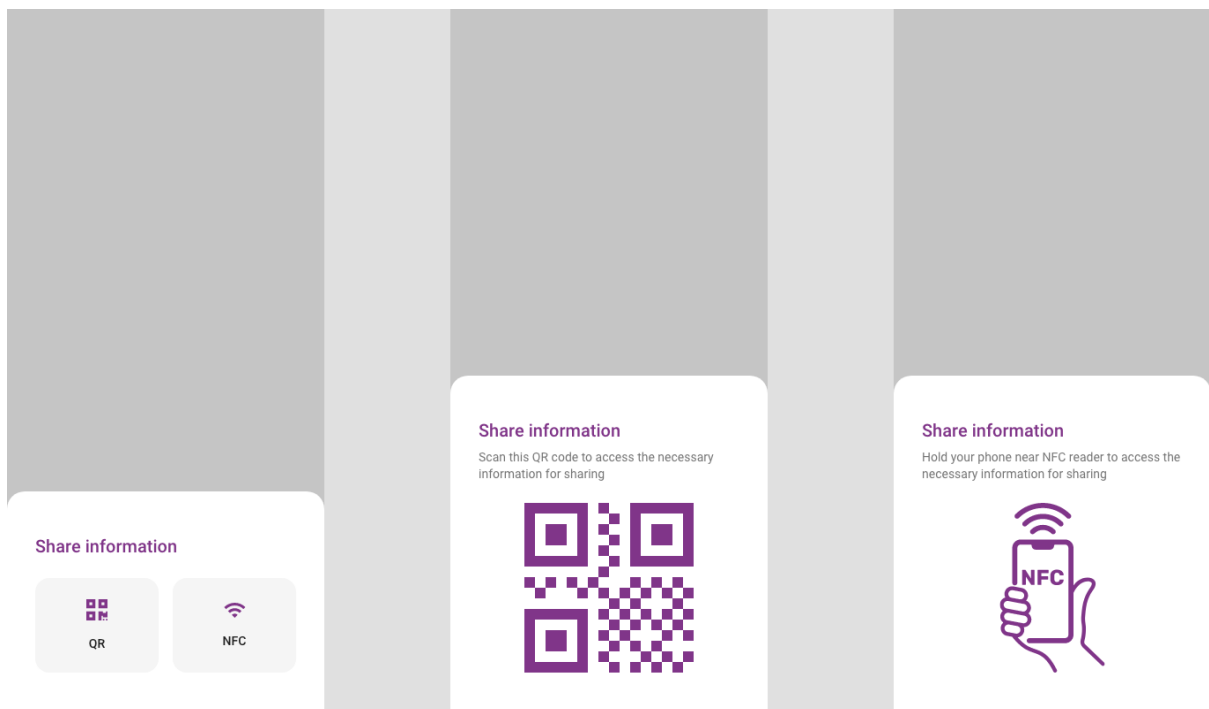 Share information
QR
NFC
Share information
Scan this QR code to access the necessary
information for sharing
Share information
Hold your phone near NFC reader to access the
necessary information for sharing
NFC